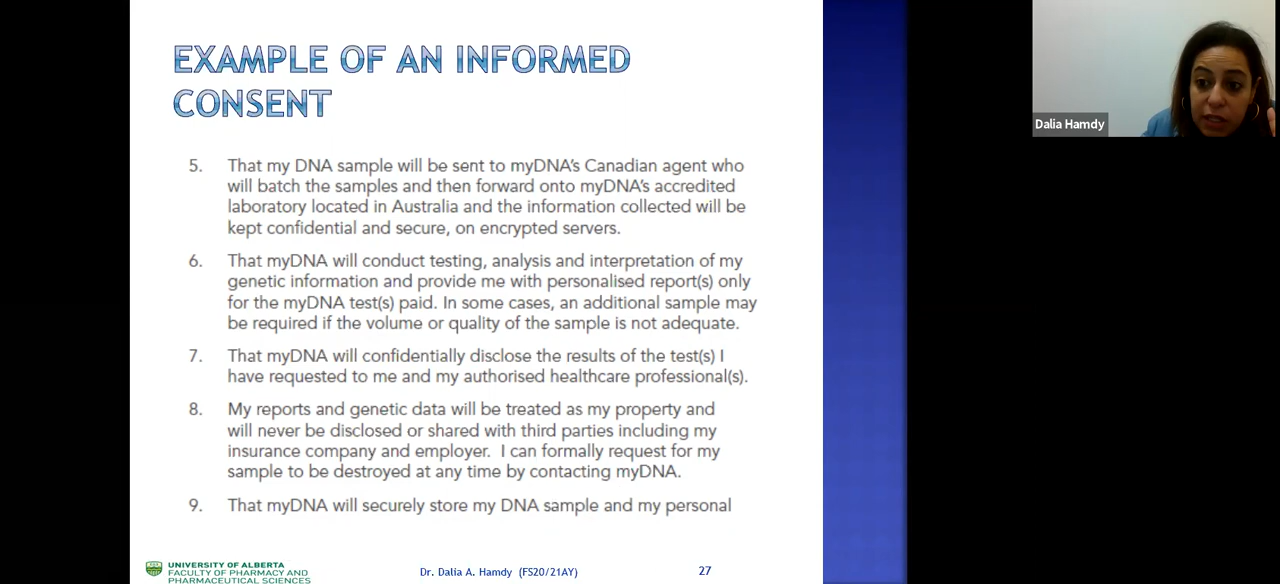 EXAMPLE OF AN INFORMED
CONSENT
5. That my DNA sample will be sent to myDNA's Canadian agent who
will batch the samples and then forward onto myDNA's accredited
laboratory located in Australia and the information collected will be
kept confidential and secure, on encrypted servers.
6. That myDNA will conduct testing, analysis and interpretation of my
genetic information and provide me with personalised report(s) only
for the myDNA test(s) paid. In some cases, an additional sample may
be required if the volume or quality of the sample is not adequate.
7. That myDNA will confidentially disclose the results of the test(s) I
have requested to me and my authorised healthcare professional(s).
8. My reports and genetic data will be treated as my property and
will never be disclosed or shared with third parties including my
insurance company and employer. I can formally request for my
sample to be destroyed at any time by contacting myDNA.
9. That myDNA will securely store my DNA sample and my personal
UNIVERSITY OF ALBERTA
FACULTY OF PHARMACY AND
PHARMACEUTICAL SCIENCES
Dr. Dalia A. Hamdy (FS20/21AY)
27
Dalia Hamdy